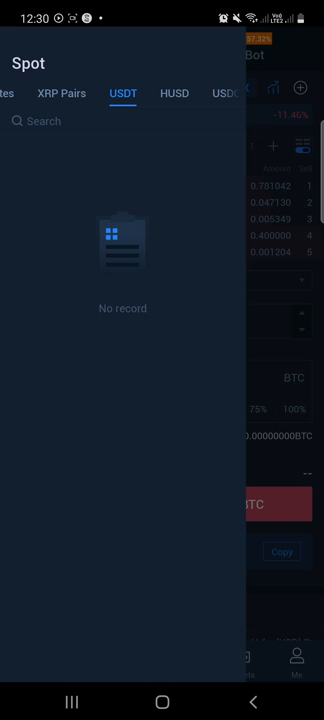 12:30
57.32%
Bot
Spot
tes XRP Pairs USDT HUSD USDC
-11.46%
Search
Amount Sell
0.781042 1
0.047130 2
0.005349 3
0.400000 4
0.001204 5
No record
BTC
75% 100%
0.00000000BTC
--
BTC
Copy
ets Me